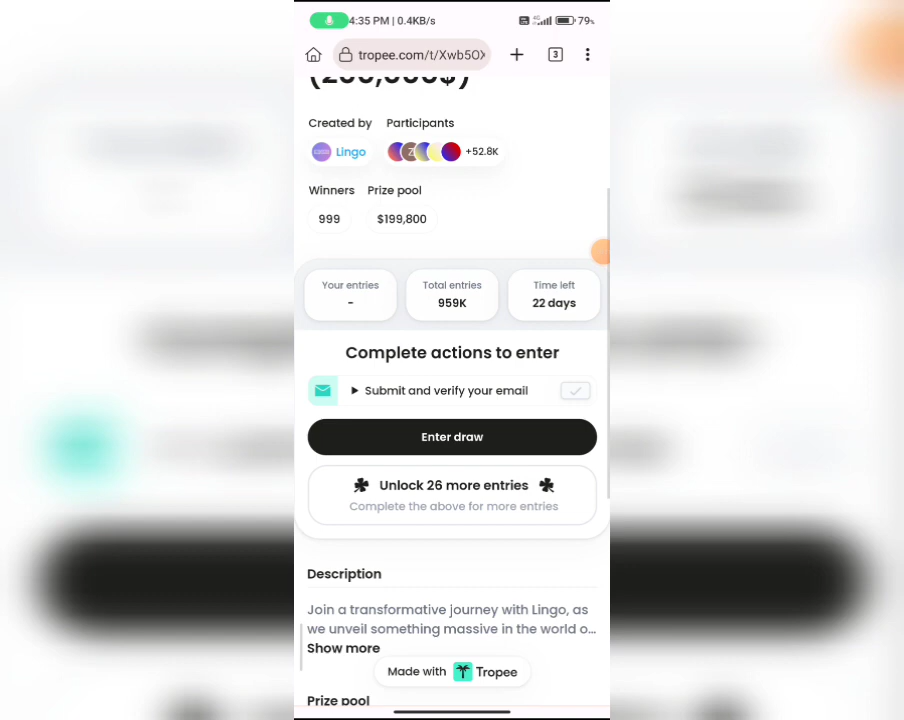 4:35 PM | 0.4KB/s 4G 79%
tropee.com/t/Xwb5OX 3
(200,000$)
Created by Participants
Lingo Z +52.8K
Winners Prize pool
999 $199,800
Your entries Total entries Time left
- 959K 22 days
Complete actions to enter
Submit and verify your email
Enter draw
Unlock 26 more entries
Complete the above for more entries
Description
Join a transformative journey with Lingo, as
we unveil something massive in the world o...
Show more
Made with Tropee
Prize pool